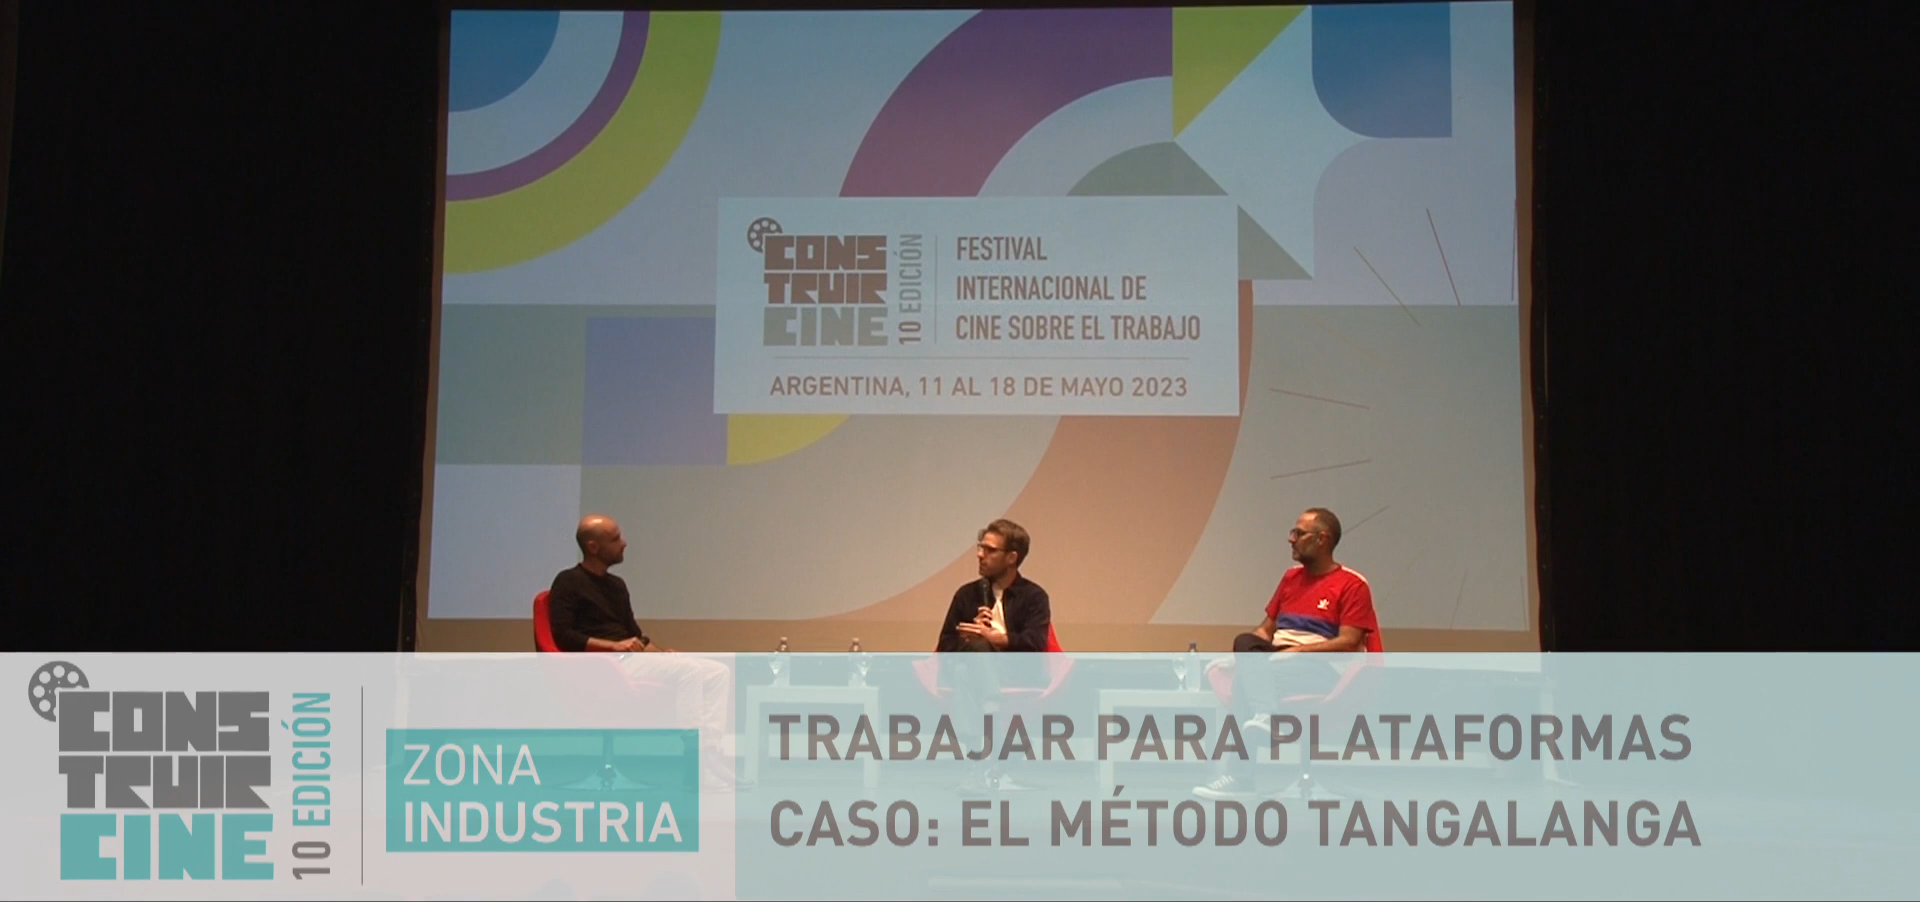 CONS
TRUIR
CINE
10 EDICIÓN
FESTIVAL
INTERNACIONAL DE
CINE SOBRE EL TRABAJO
ARGENTINA, 11 AL 18 DE MAYO 2023
CONS
TRUIR
CINE
10 EDICIÓN
ZONA
INDUSTRIA
TRABAJAR PARA PLATAFORMAS
CASO: EL MÉTODO TANGALANGA